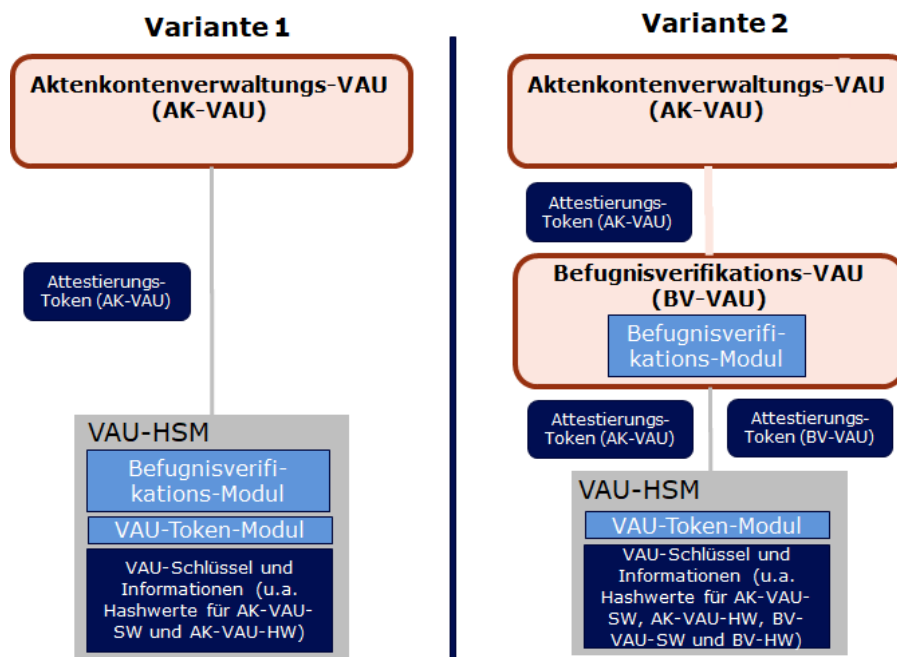 Variante 1
Aktenkontenverwaltungs-VAU
(AK-VAU)
Attestierungs-
Token (AK-VAU)
VAU-HSM
Befugnisverifi-
kations-Modul
VAU-Token-Modul
VAU-Schlüssel und
Informationen (u.a.
Hashwerte für AK-VAU-
SW und AK-VAU-HW)
Variante 2
Aktenkontenverwaltungs-VAU
(AK-VAU)
Attestierungs-
Token (AK-VAU)
Befugnisverifikations-VAU
(BV-VAU)
Befugnisverifi-
kations-Modul
Attestierungs-
Token (AK-VAU)
Attestierungs-
Token (BV-VAU)
VAU-HSM
VAU-Token-Modul
VAU-Schlüssel und
Informationen (u.a.
Hashwerte für AK-VAU-
SW, AK-VAU-HW, BV-
VAU-SW und BV-HW)